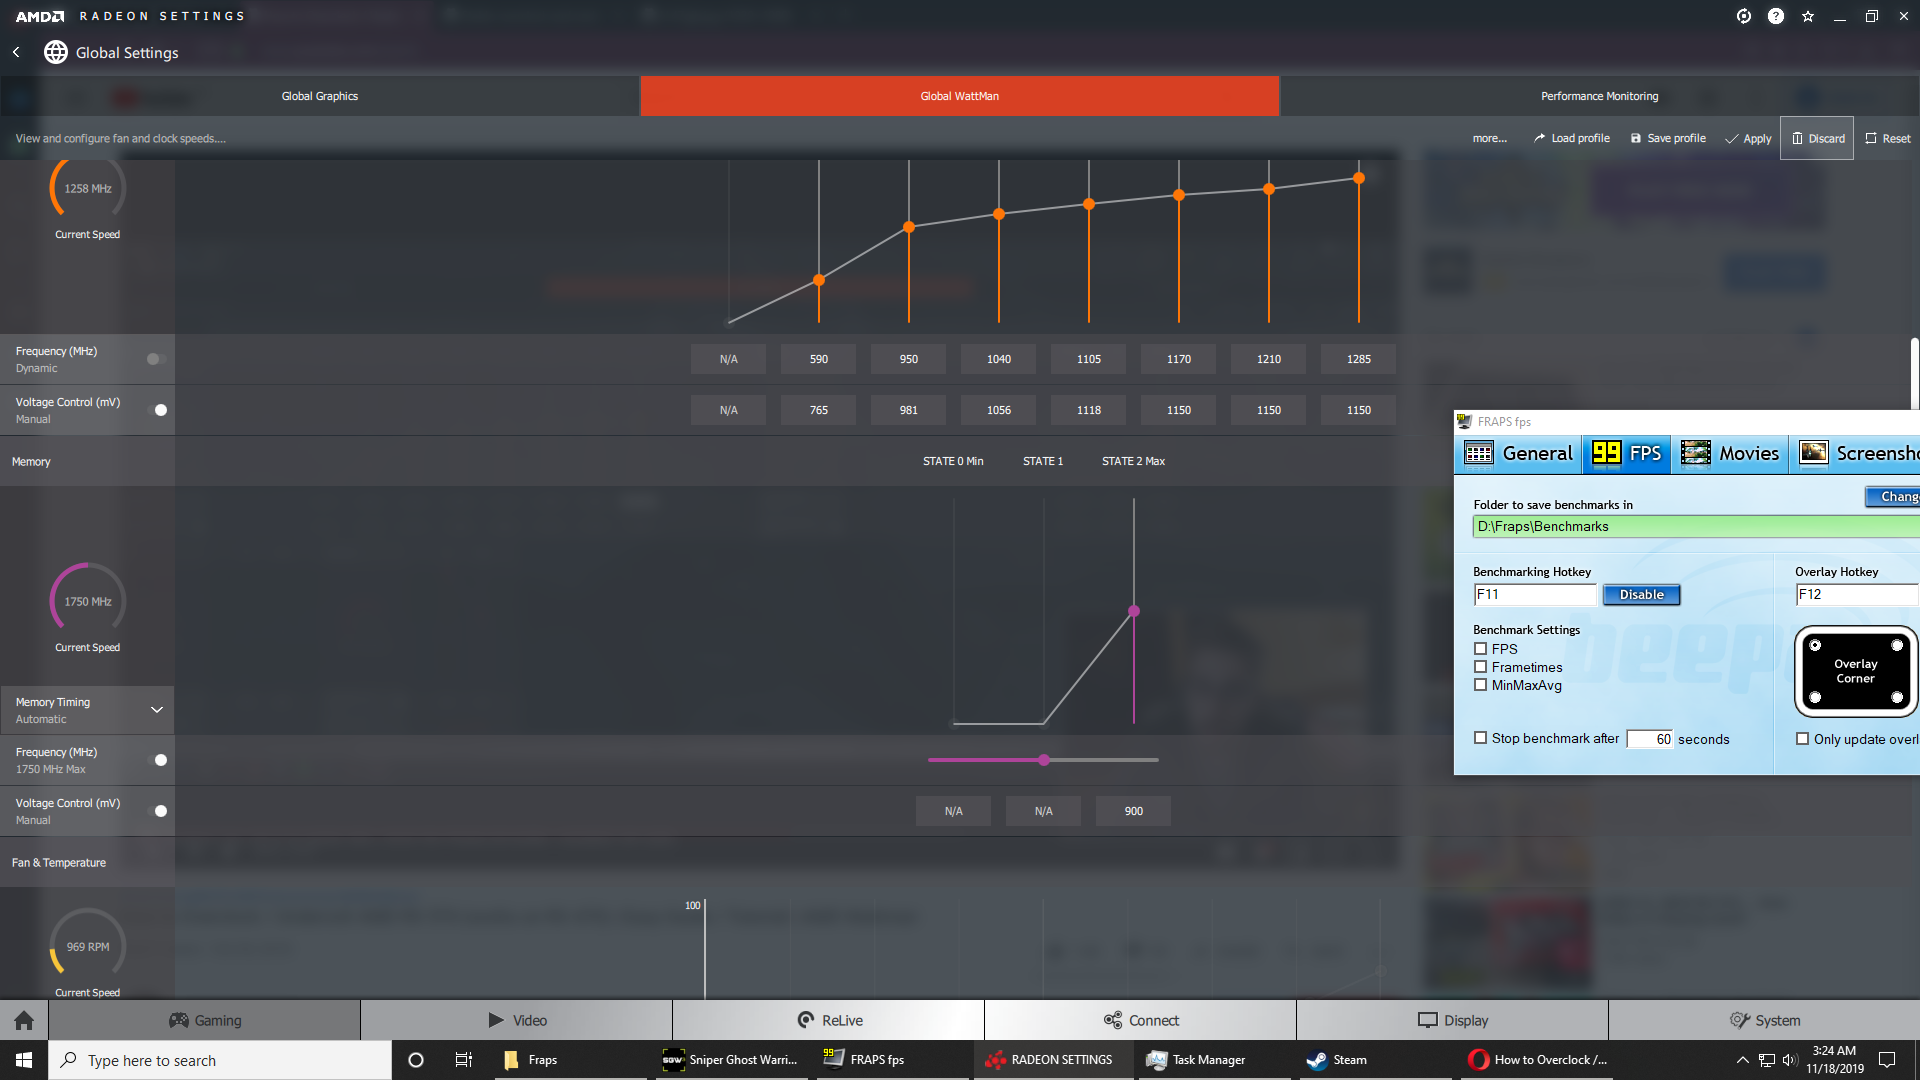 AMD RADEON SETTINGS
Global Settings
Global Graphics
Global WattMan
Performance Monitoring
View and configure fan and clock speeds....
more...
Load profile
Save profile
Apply
Discard
Reset
1258 MHz
Current Speed
Frequency (MHz)
Dynamic
N/A 590 950 1040 1105 1170 1210 1285
Voltage Control (mV)
Manual
N/A 765 981 1056 1118 1150 1150 1150
Memory
STATE 0 Min STATE 1 STATE 2 Max
1750 MHz
Current Speed
Memory Timing
Automatic
Frequency (MHz)
1750 MHz Max
Voltage Control (mV)
Manual
N/A N/A 900
Fan & Temperature
100
969 RPM
Current Speed
99 FRAPS fps
General
99 FPS
Movies
Screensho
Folder to save benchmarks in
Chang
D:\Fraps\Benchmarks
Benchmarking Hotkey
F11
Disable
Overlay Hotkey
F12
Benchmark Settings
FPS
Frametimes
MinMaxAvg
Overlay
Corner
Stop benchmark after 60 seconds
Only update overl
Gaming
Video
ReLive
Connect
Display
System
Type here to search
Fraps
SGW Sniper Ghost Warri...
99 FRAPS fps
RADEON SETTINGS
Task Manager
Steam
How to Overclock /...
3:24 AM
11/18/2019